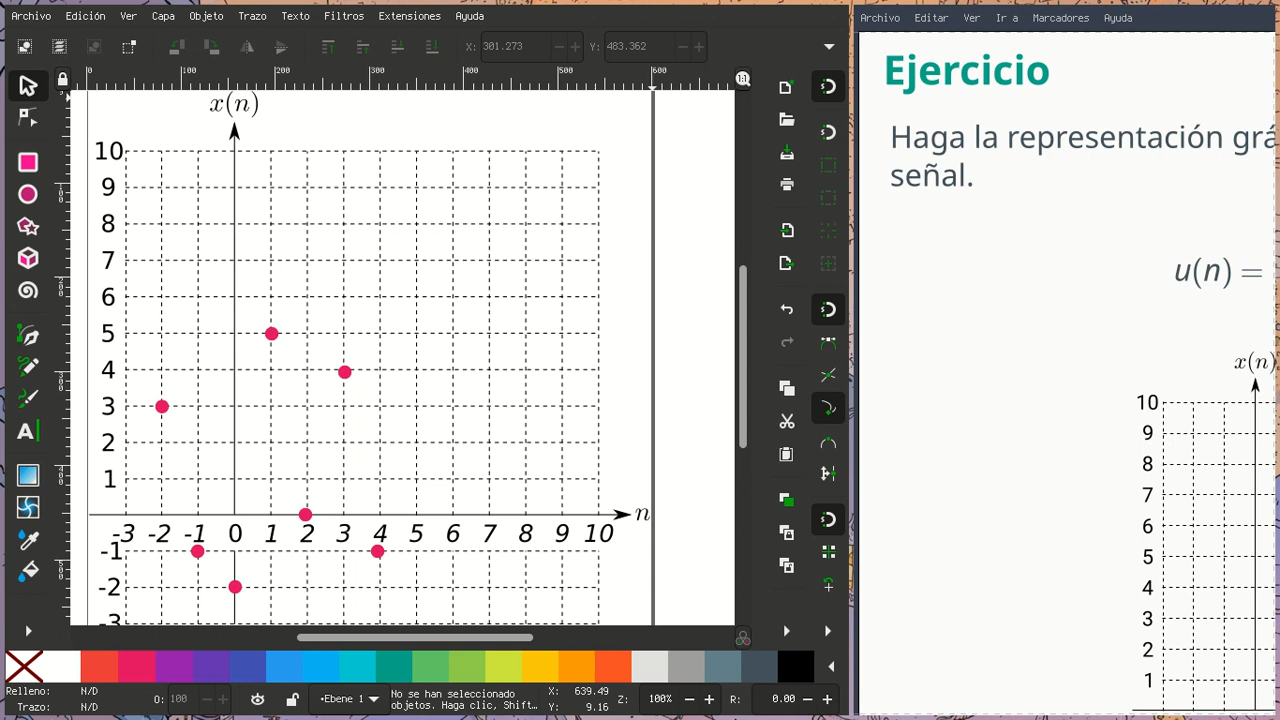 Archivo Edición Ver Capa Objeto Trazo Texto Filtros Extensiones Ayuda
X: 301.273 Y: 483.362
0 100 200 300 400 500 600
1:1
x(n)
10
9
8
7
6
5
4
3
2
1
n
-3 -2 -1 0 1 2 3 4 5 6 7 8 9 10
-1
-2
-3
Relleno: N/D
Trazo: N/D
O: 100
•Ebene 1
No se han seleccionado
objetos. Haga clic, Shift...
X: 639.49
Y: 9.16
Z: 100%
R: 0.00
Archivo Editar Ver Ir a Marcadores Ayuda
Ejercicio
Haga la representación grá
señal.
u(n) =
x(n)
10
9
8
7
6
5
4
3
2
1